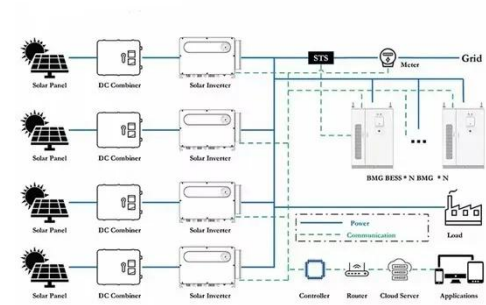 STS
Meter
Grid
Solar Panel
DC Combiner
Solar Inverter
Solar Panel
DC Combiner
Solar Inverter
BMG BESS * N BMG * N
Solar Panel
DC Combiner
Solar Inverter
Power
Communication
Load
Solar Panel
DC Combiner
Solar Inverter
Controller
Router
Cloud Server
Applications